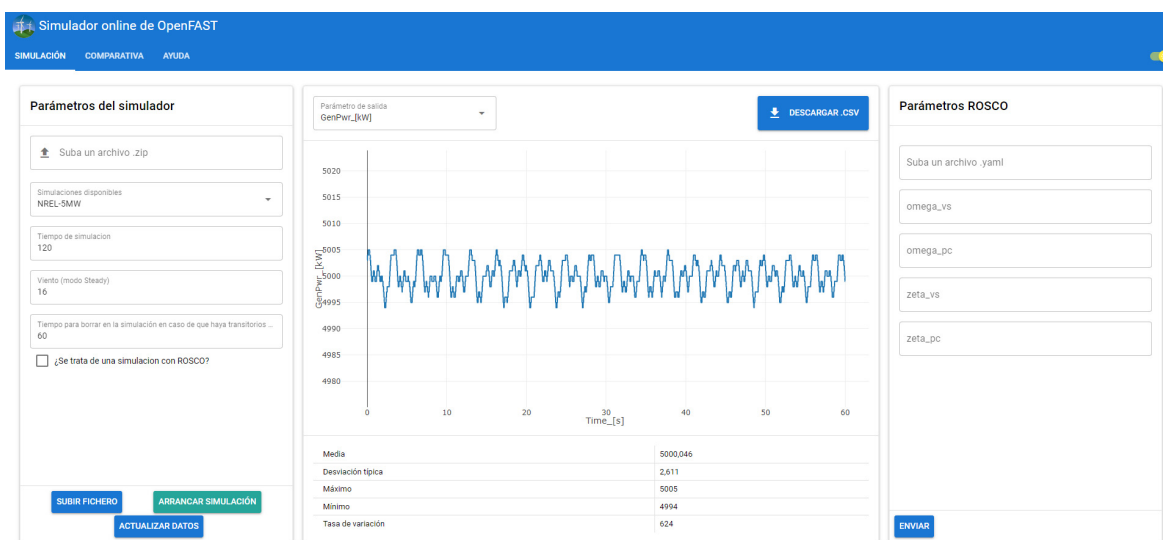 Simulador online de OpenFAST
SIMULACIÓN COMPARATIVA AYUDA
Parámetros del simulador
Suba un archivo .zip
Simulaciones disponibles
NREL-5MW
Tiempo de simulacion
120
Viento (modo Steady)
16
Tiempo para borrar en la simulación en caso de que haya transitorios ...
60
¿Se trata de una simulacion con ROSCO?
SUBIR FICHERO ARRANCAR SIMULACIÓN
ACTUALIZAR DATOS
Parámetro de salida
GenPwr_[kW]
DESCARGAR .CSV
GenPwr_[kW]
5020
5015
5010
5005
5000
4995
4990
4985
4980
0 10 20 30 40 50 60
Time_[s]
Media 5000,046
Desviación típica 2,611
Máximo 5005
Mínimo 4994
Tasa de variación 624
Parámetros ROSCO
Suba un archivo .yaml
omega_vs
omega_pc
zeta_vs
zeta_pc
ENVIAR